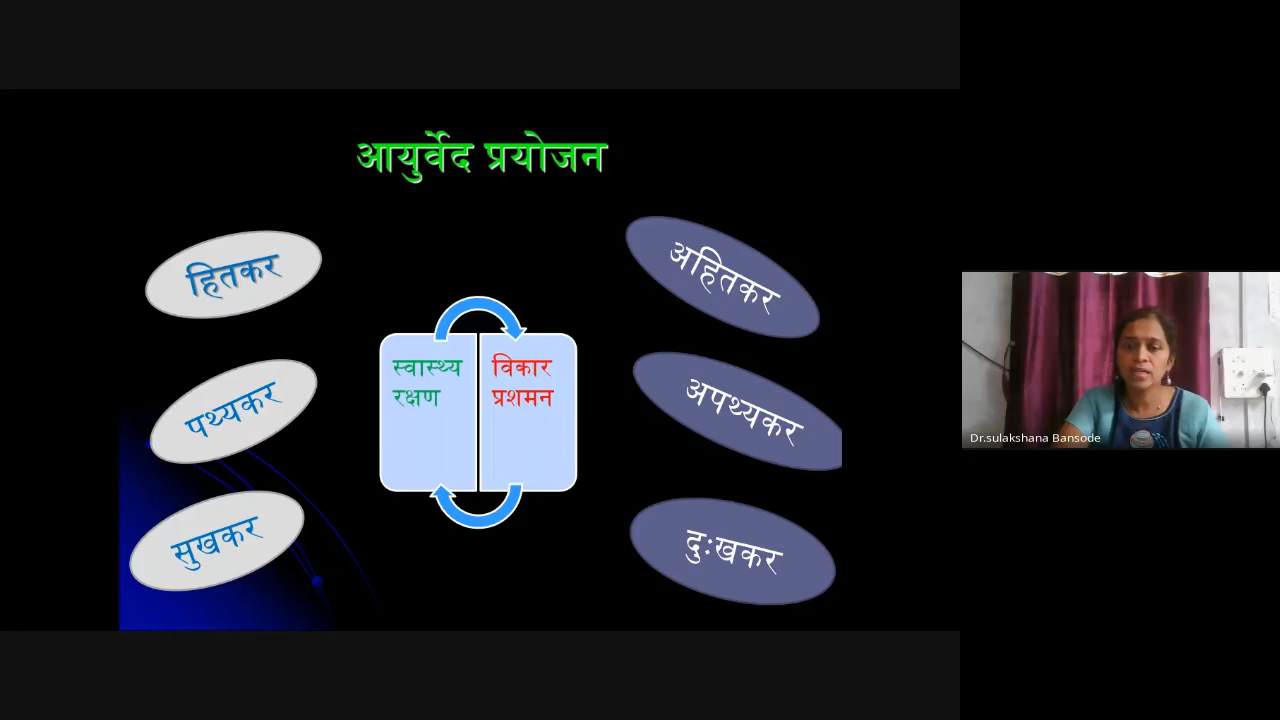 आयुर्वेद प्रयोजन
हितकर
पथ्यकर
सुखकर
स्वास्थ्य
रक्षण
विकार
प्रशमन
अहितकर
अपथ्यकर
दुःखकर
Dr.sulakshana Bansode